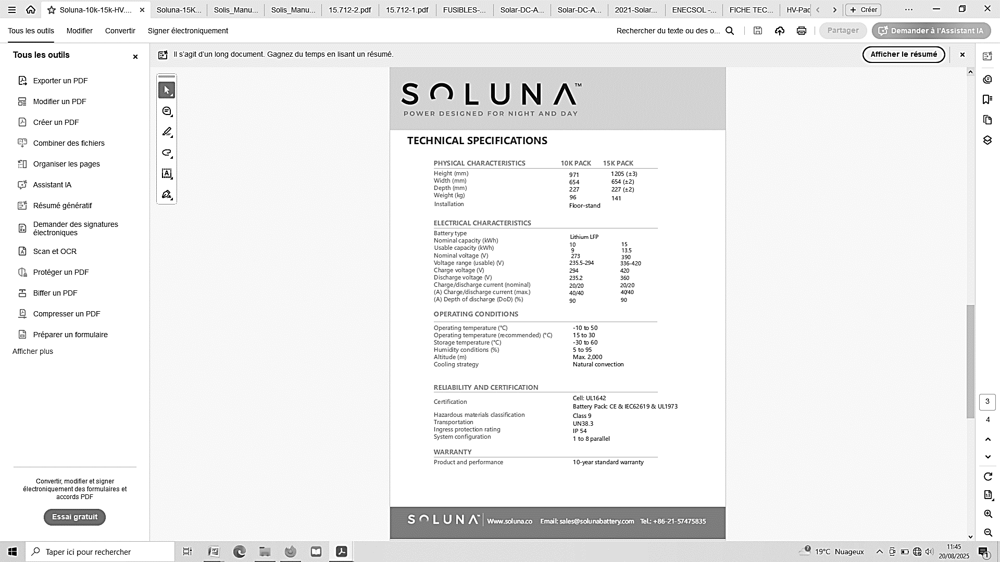 Soluna-10k-15k-HV....
Soluna-15K...
Solis_Manu...
Solis_Manu...
15.712-2.pdf
15.712-1.pdf
FUSIBLES-...
Solar-DC-A...
Solar-DC-A...
2021-Solar...
ENECSOL -...
FICHE TEC...
HV-Pac
Créer
Tous les outils
Modifier
Convertir
Signer électroniquement
Rechercher du texte ou des o...
Partager
Demander à l'Assistant IA
Tous les outils
Il s'agit d'un long document. Gagnez du temps en lisant un résumé.
Afficher le résumé
Exporter un PDF
Modifier un PDF
Créer un PDF
Combiner des fichiers
Organiser les pages
Assistant IA
Résumé génératif
Demander des signatures
électroniques
Scan et OCR
Protéger un PDF
Biffer un PDF
Compresser un PDF
Préparer un formulaire
Afficher plus
Convertir, modifier et signer
électroniquement des formulaires et
accords PDF
Essai gratuit
SOLUNA™
POWER DESIGNED FOR NIGHT AND DAY
TECHNICAL SPECIFICATIONS
PHYSICAL CHARACTERISTICS 10K PACK 15K PACK
Height (mm) 971 1205 (±3)
Width (mm) 654 654 (±2)
Depth (mm) 227 227 (±2)
Weight (kg) 96 141
Installation Floor-stand
ELECTRICAL CHARACTERISTICS
Battery type Lithium LFP
Nominal capacity (kWh) 10 15
Usable capacity (kWh) 9 13.5
Nominal voltage (V) 273 390
Voltage range (usable) (V) 235.5-294 336-420
Charge voltage (V) 294 420
Discharge voltage (V) 235.2 360
Charge/discharge current (nominal) 20/20 20/20
(A) Charge/discharge current (max.) 40/40 40/40
(A) Depth of discharge (DoD) (%) 90 90
OPERATING CONDITIONS
Operating temperature (°C) -10 to 50
Operating temperature (recommended) (°C) 15 to 30
Storage temperature (°C) -30 to 60
Humidity conditions (%) 5 to 95
Altitude (m) Max. 2,000
Cooling strategy Natural convection
RELIABILITY AND CERTIFICATION
Certification Cell: UL1642
Battery Pack: CE & IEC62619 & UL1973
Hazardous materials classification Class 9
Transportation UN38.3
Ingress protection rating IP 54
System configuration 1 to 8 parallel
WARRANTY
Product and performance 10-year standard warranty
SOLUNA™ Www.soluna.co Email: sales@solunabattery.com Tel.: +86-21-57475835
3
4
Taper ici pour rechercher
7
19°C Nuageux
11:45
20/08/2025
1